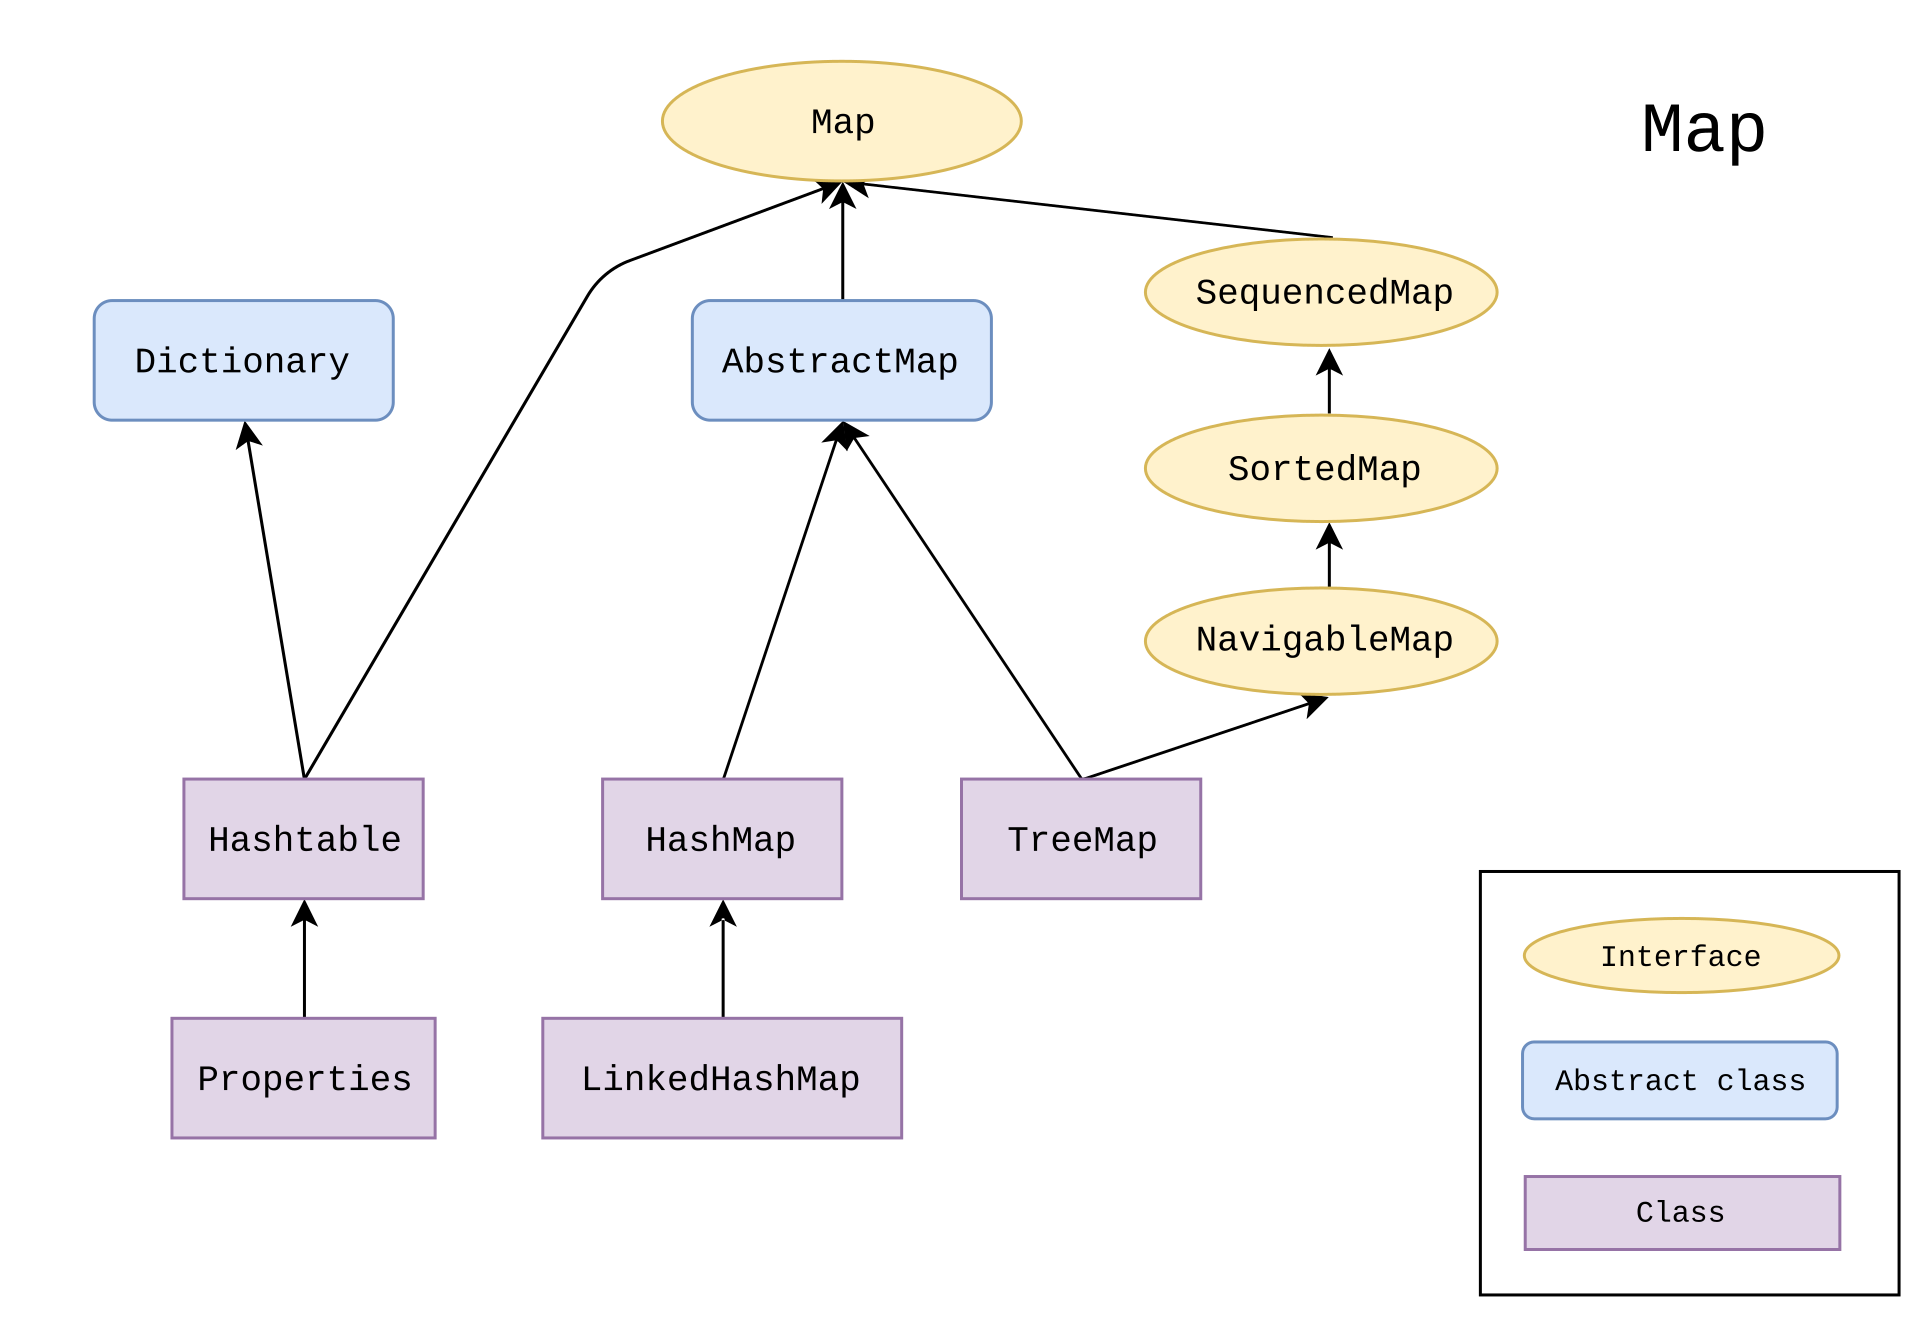 Map
Map
SequencedMap
Dictionary
AbstractMap
SortedMap
NavigableMap
Hashtable
HashMap
TreeMap
Properties
LinkedHashMap
Interface
Abstract class
Class